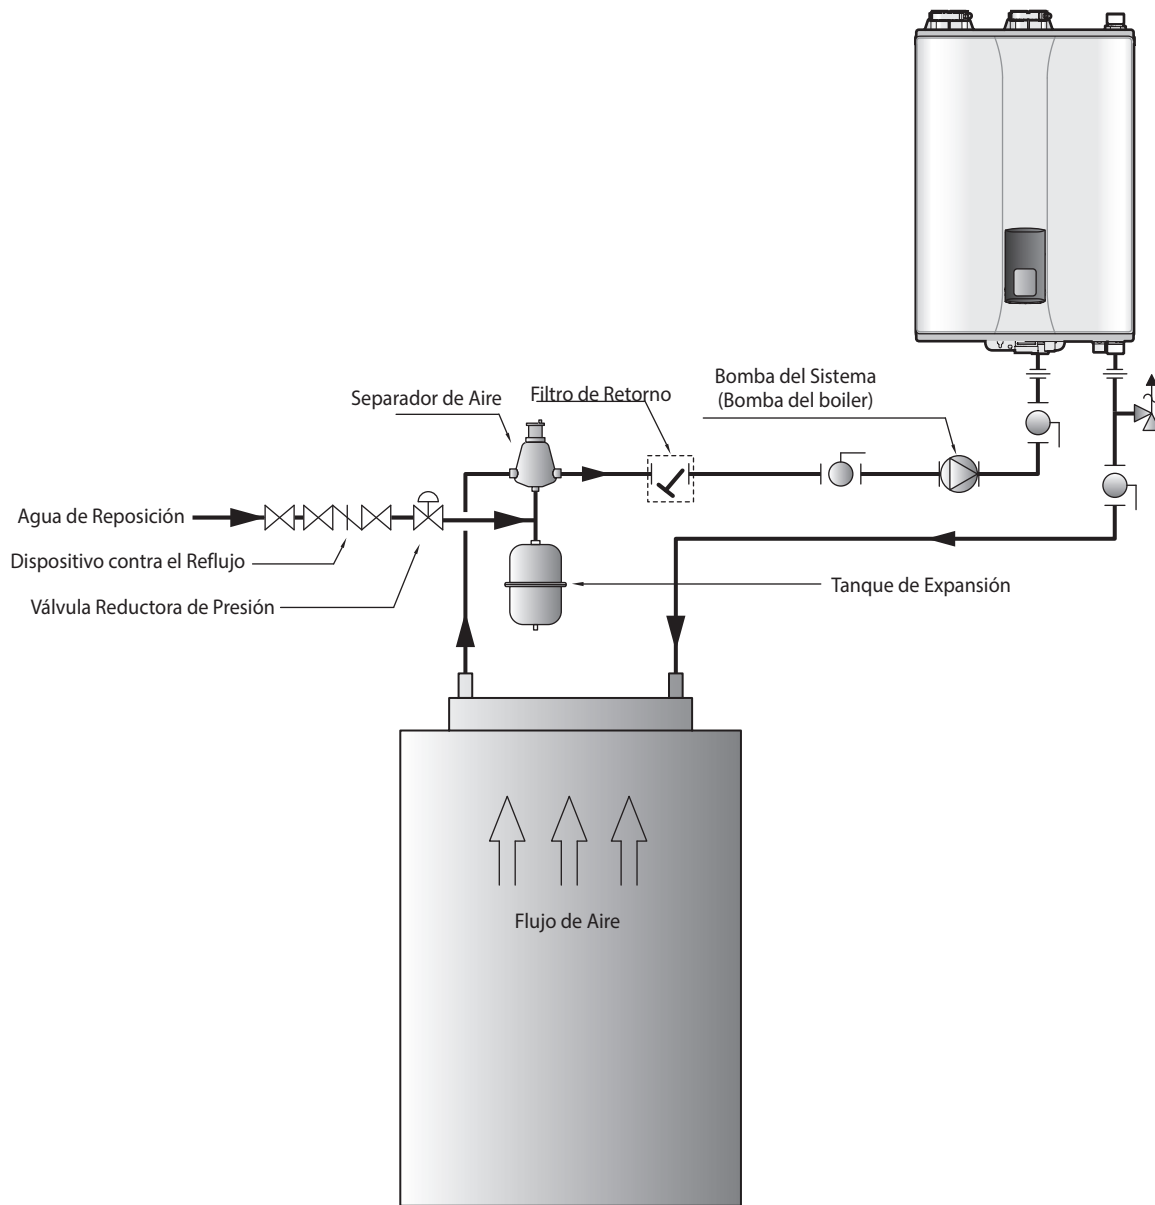 Bomba del Sistema
(Bomba del boiler)
Separador de Aire
Filtro de Retorno
Agua de Reposición
Dispositivo contra el Reflujo
Válvula Reductora de Presión
Tanque de Expansión
Flujo de Aire